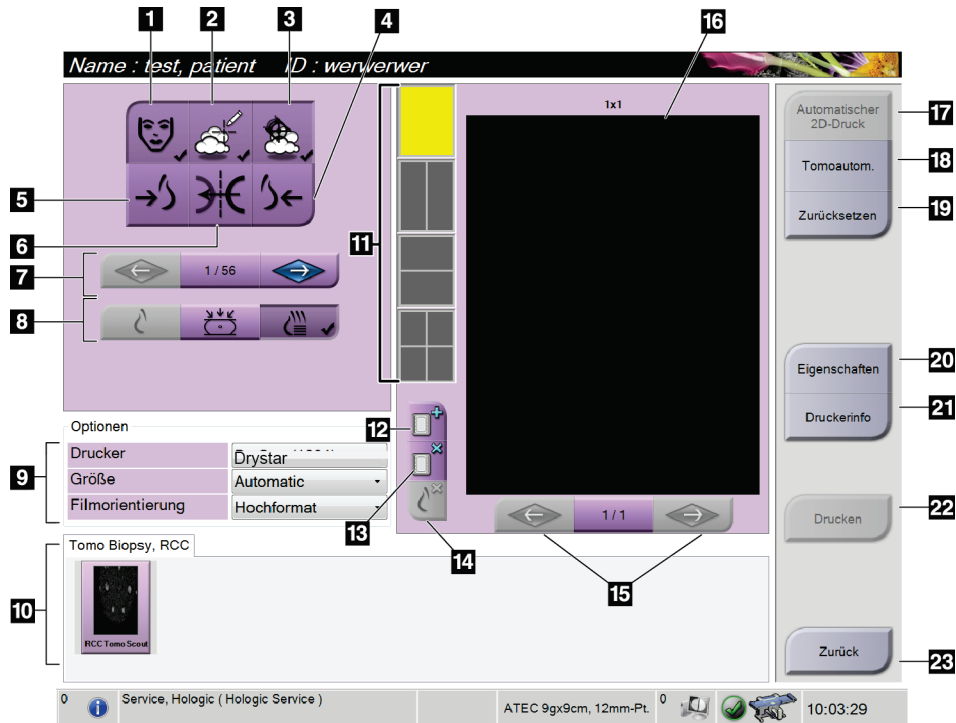 1
2
3
4
16
Name : test, patient ID : werwerwer
1x1
17
Automatischer
2D-Druck
18
Tomoautom.
5
19
Zurücksetzen
6
11
7
1 / 56
8
20
Eigenschaften
21
Druckerinfo
Optionen
12
9
Drucker
Drystar
Größe
Automatic
Filmorientierung
Hochformat
13
14
1 / 1
15
22
Drucken
Tomo Biopsy, RCC
10
RCC Tomo Scout
Zurück
23
0
Service, Hologic ( Hologic Service )
ATEC 9gx9cm, 12mm-Pt.
0
10:03:29